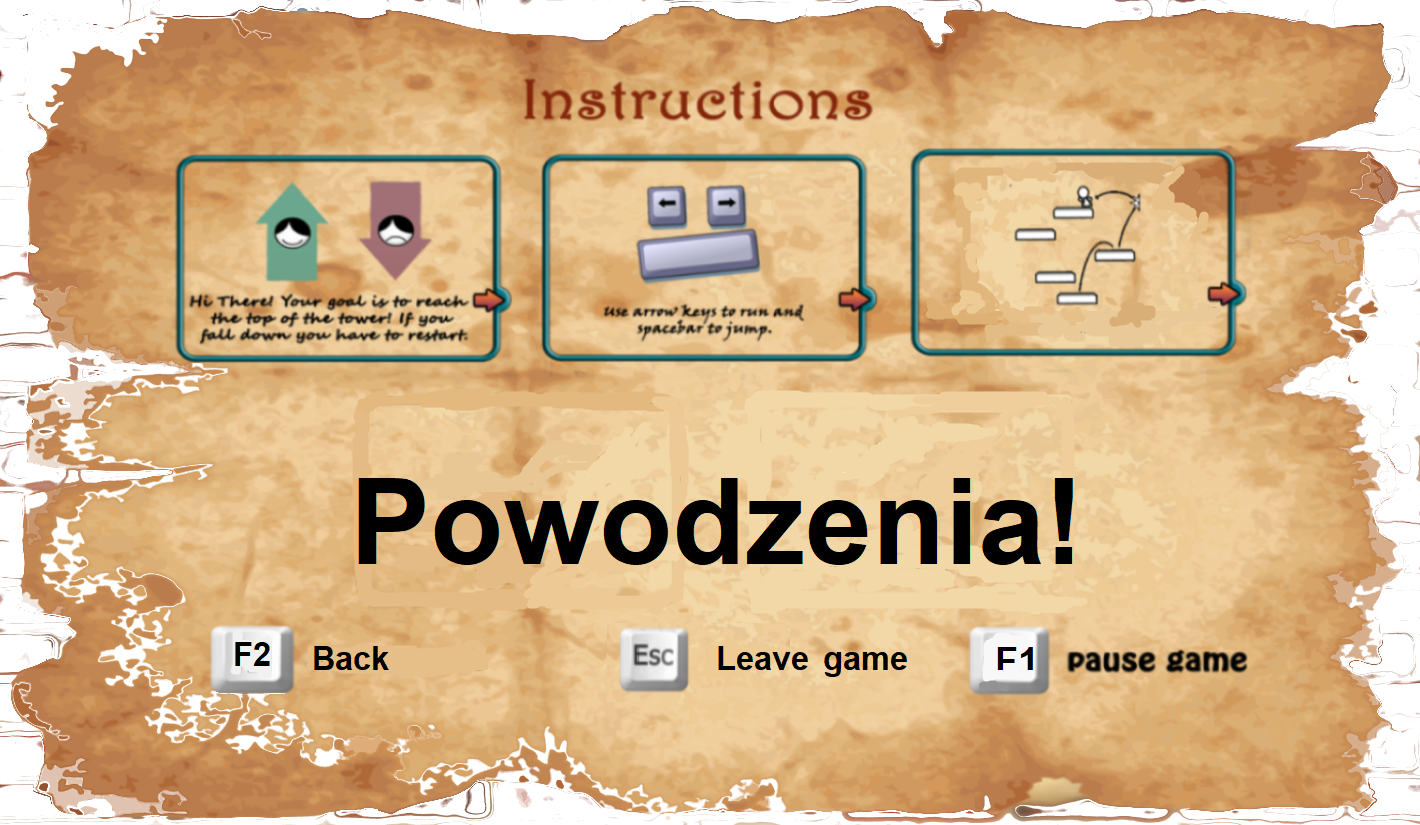 Instructions
Hi There! Your goal is to reach
the top of the tower! If you
fall down you have to restart.
Use arrow keys to run and
spacebar to jump.
Powodzenia!
F2 Back
Esc Leave game
F1 pause game